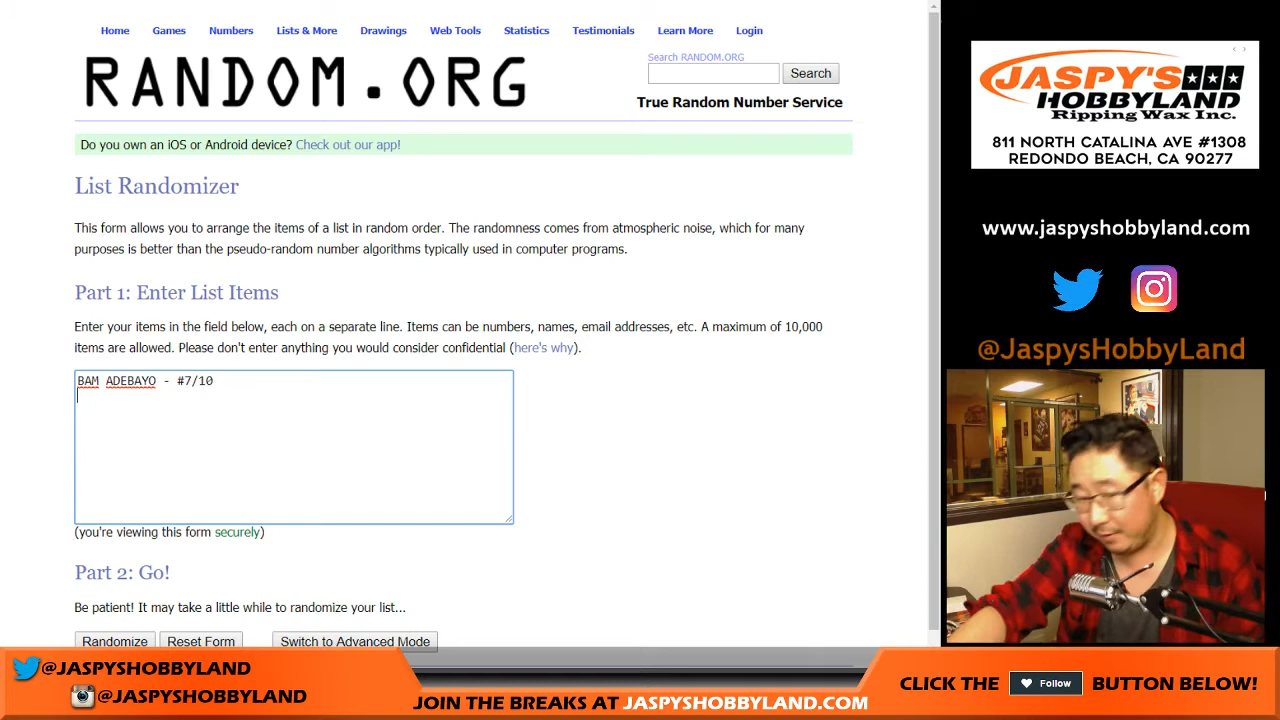 Home Games Numbers Lists & More Drawings Web Tools Statistics Testimonials Learn More Login
RANDOM.ORG
Search RANDOM.ORG
Search
True Random Number Service
Do you own an iOS or Android device? Check out our app!
List Randomizer
This form allows you to arrange the items of a list in random order. The randomness comes from atmospheric noise, which for many
purposes is better than the pseudo-random number algorithms typically used in computer programs.
Part 1: Enter List Items
Enter your items in the field below, each on a separate line. Items can be numbers, names, email addresses, etc. A maximum of 10,000
items are allowed. Please don't enter anything you would consider confidential (here's why).
BAM ADEBAYO - #7/10
(you're viewing this form securely)
Part 2: Go!
Be patient! It may take a little while to randomize your list...
Randomize Reset Form Switch to Advanced Mode
JASPY'S
HOBBYLAND
Ripping Wax Inc.
811 NORTH CATALINA AVE #1308
REDONDO BEACH, CA 90277
www.jaspyshobbyland.com
@JaspysHobbyLand
@JASPYSHOBBYLAND
@JASPYSHOBBYLAND
JOIN THE BREAKS AT JASPYSHOBBYLAND.COM
CLICK THE Follow BUTTON BELOW!